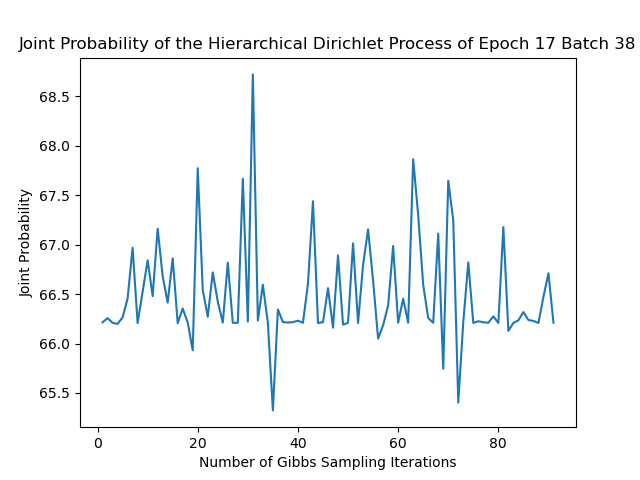 Joint Probability of the Hierarchical Dirichlet Process of Epoch 17 Batch 38
68.5
68.0
67.5
67.0
66.5
66.0
65.5
Joint Probability
0 20 40 60 80
Number of Gibbs Sampling Iterations